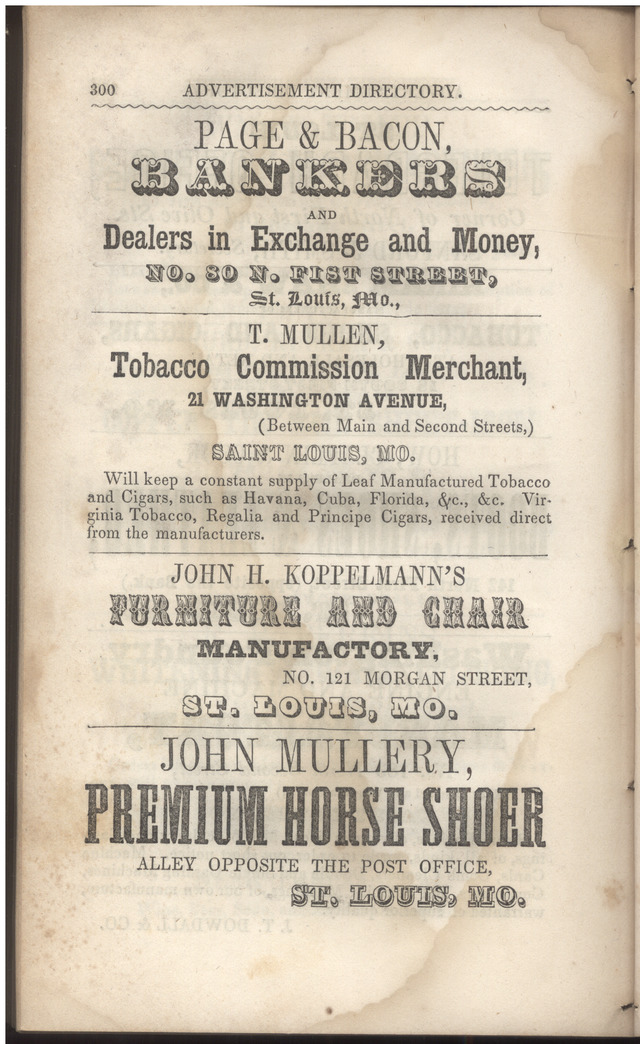 300 ADVERTISEMENT DIRECTORY.
PAGE & BACON,
BANKERS
AND
Dealers in Exchange and Money,
NO. 80 N. FIST STREET,
St. Louis, Mo.,
T. MULLEN,
Tobacco Commission Merchant,
21 WASHINGTON AVENUE,
(Between Main and Second Streets,)
SAINT LOUIS, MO.
Will keep a constant supply of Leaf Manufactured Tobacco
and Cigars, such as Havana, Cuba, Florida, &c., &c. Vir-
ginia Tobacco, Regalia and Principe Cigars, received direct
from the manufacturers.
JOHN H. KOPPELMANN'S
FURNITURE AND CHAIR
MANUFACTORY,
NO. 121 MORGAN STREET,
ST. LOUIS, MO.
JOHN MULLERY,
PREMIUM HORSE SHOER
ALLEY OPPOSITE THE POST OFFICE,
ST. LOUIS, MO.